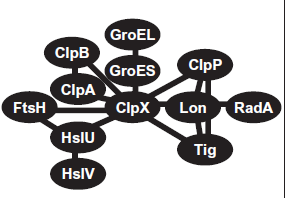 GroEL
ClpB
GroES
ClpP
ClpA
FtsH
ClpX
Lon
RadA
HslU
Tig
HslV